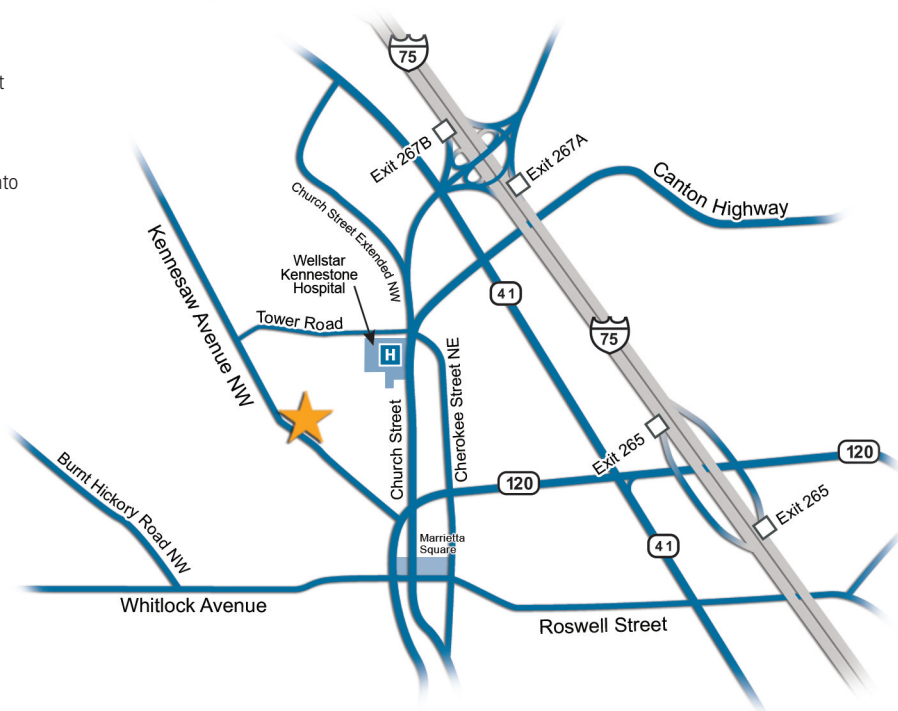 75
t
Exit 267B
Exit 267A
nto
Canton Highway
Church Street Extended NW
Kennesaw Avenue NW
Wellstar
Kennestone
Hospital
41
Tower Road
75
H
Cherokee Street NE
Church Street
Exit 265
120
120
Burnt Hickory Road NW
Exit 265
Marrietta
Square
41
Whitlock Avenue
Roswell Street